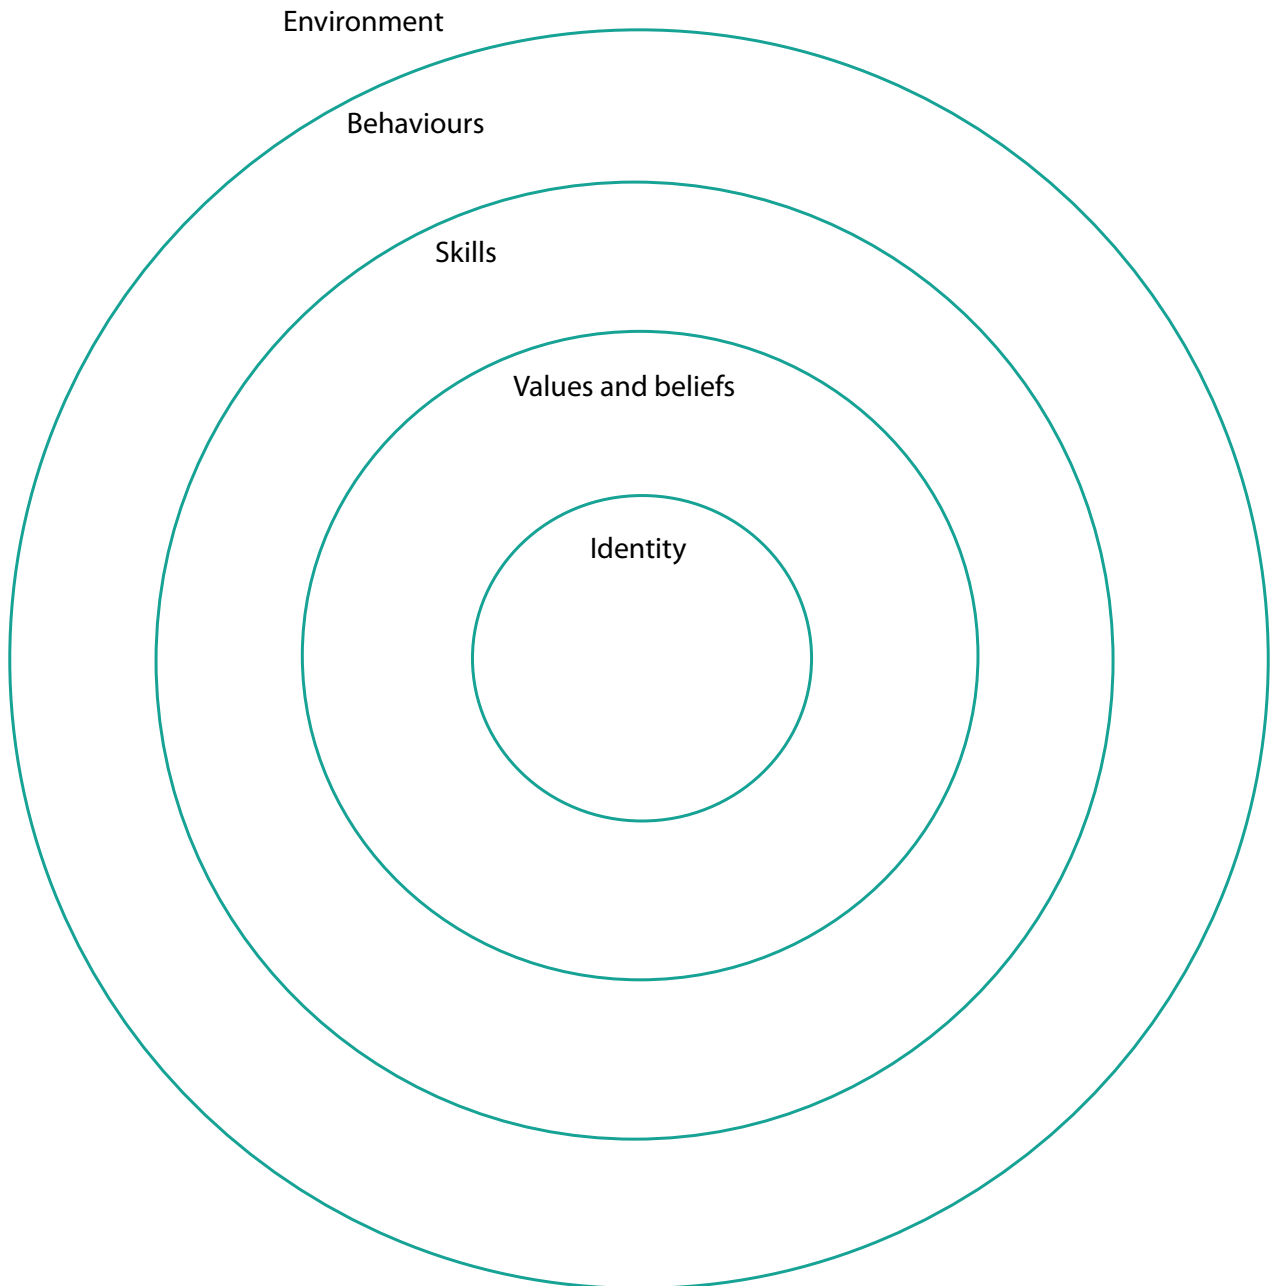 Environment
Behaviours
Skills
Values and beliefs
Identity